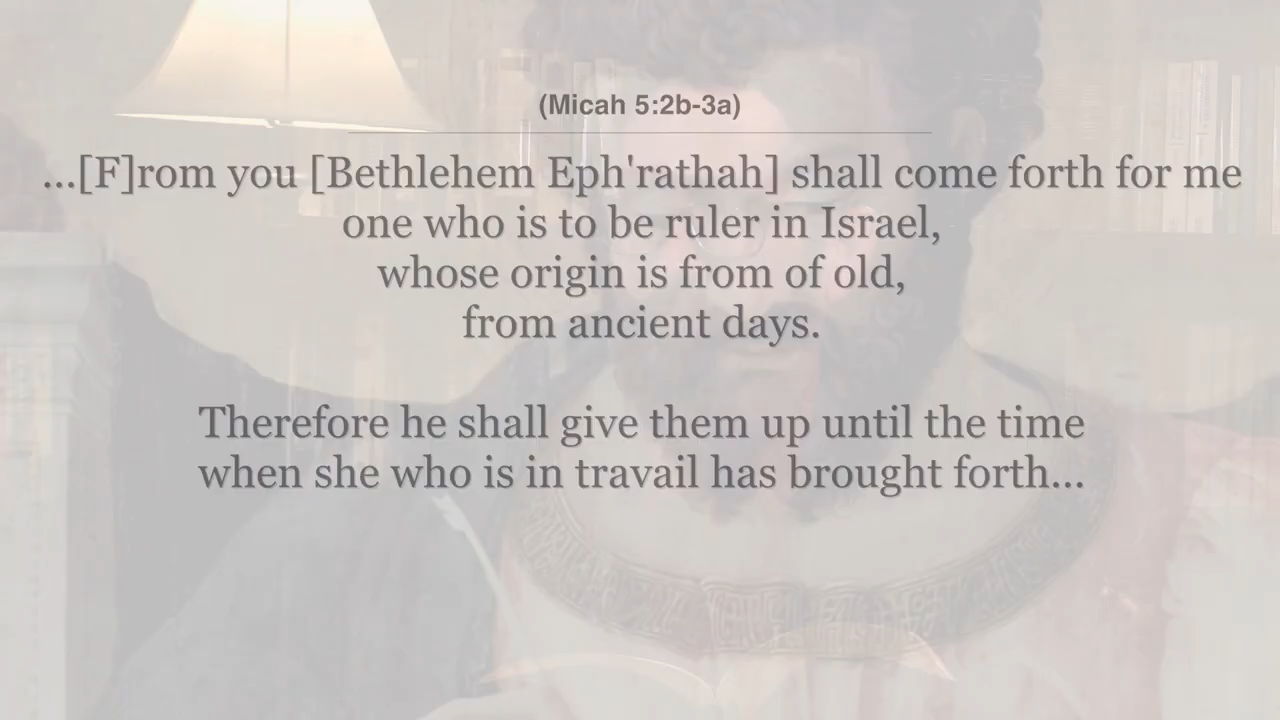 (Micah 5:2b-3a)
...[F]rom you [Bethlehem Eph'rathah] shall come forth for me
one who is to be ruler in Israel,
whose origin is from of old,
from ancient days.
Therefore he shall give them up until the time
when she who is in travail has brought forth...